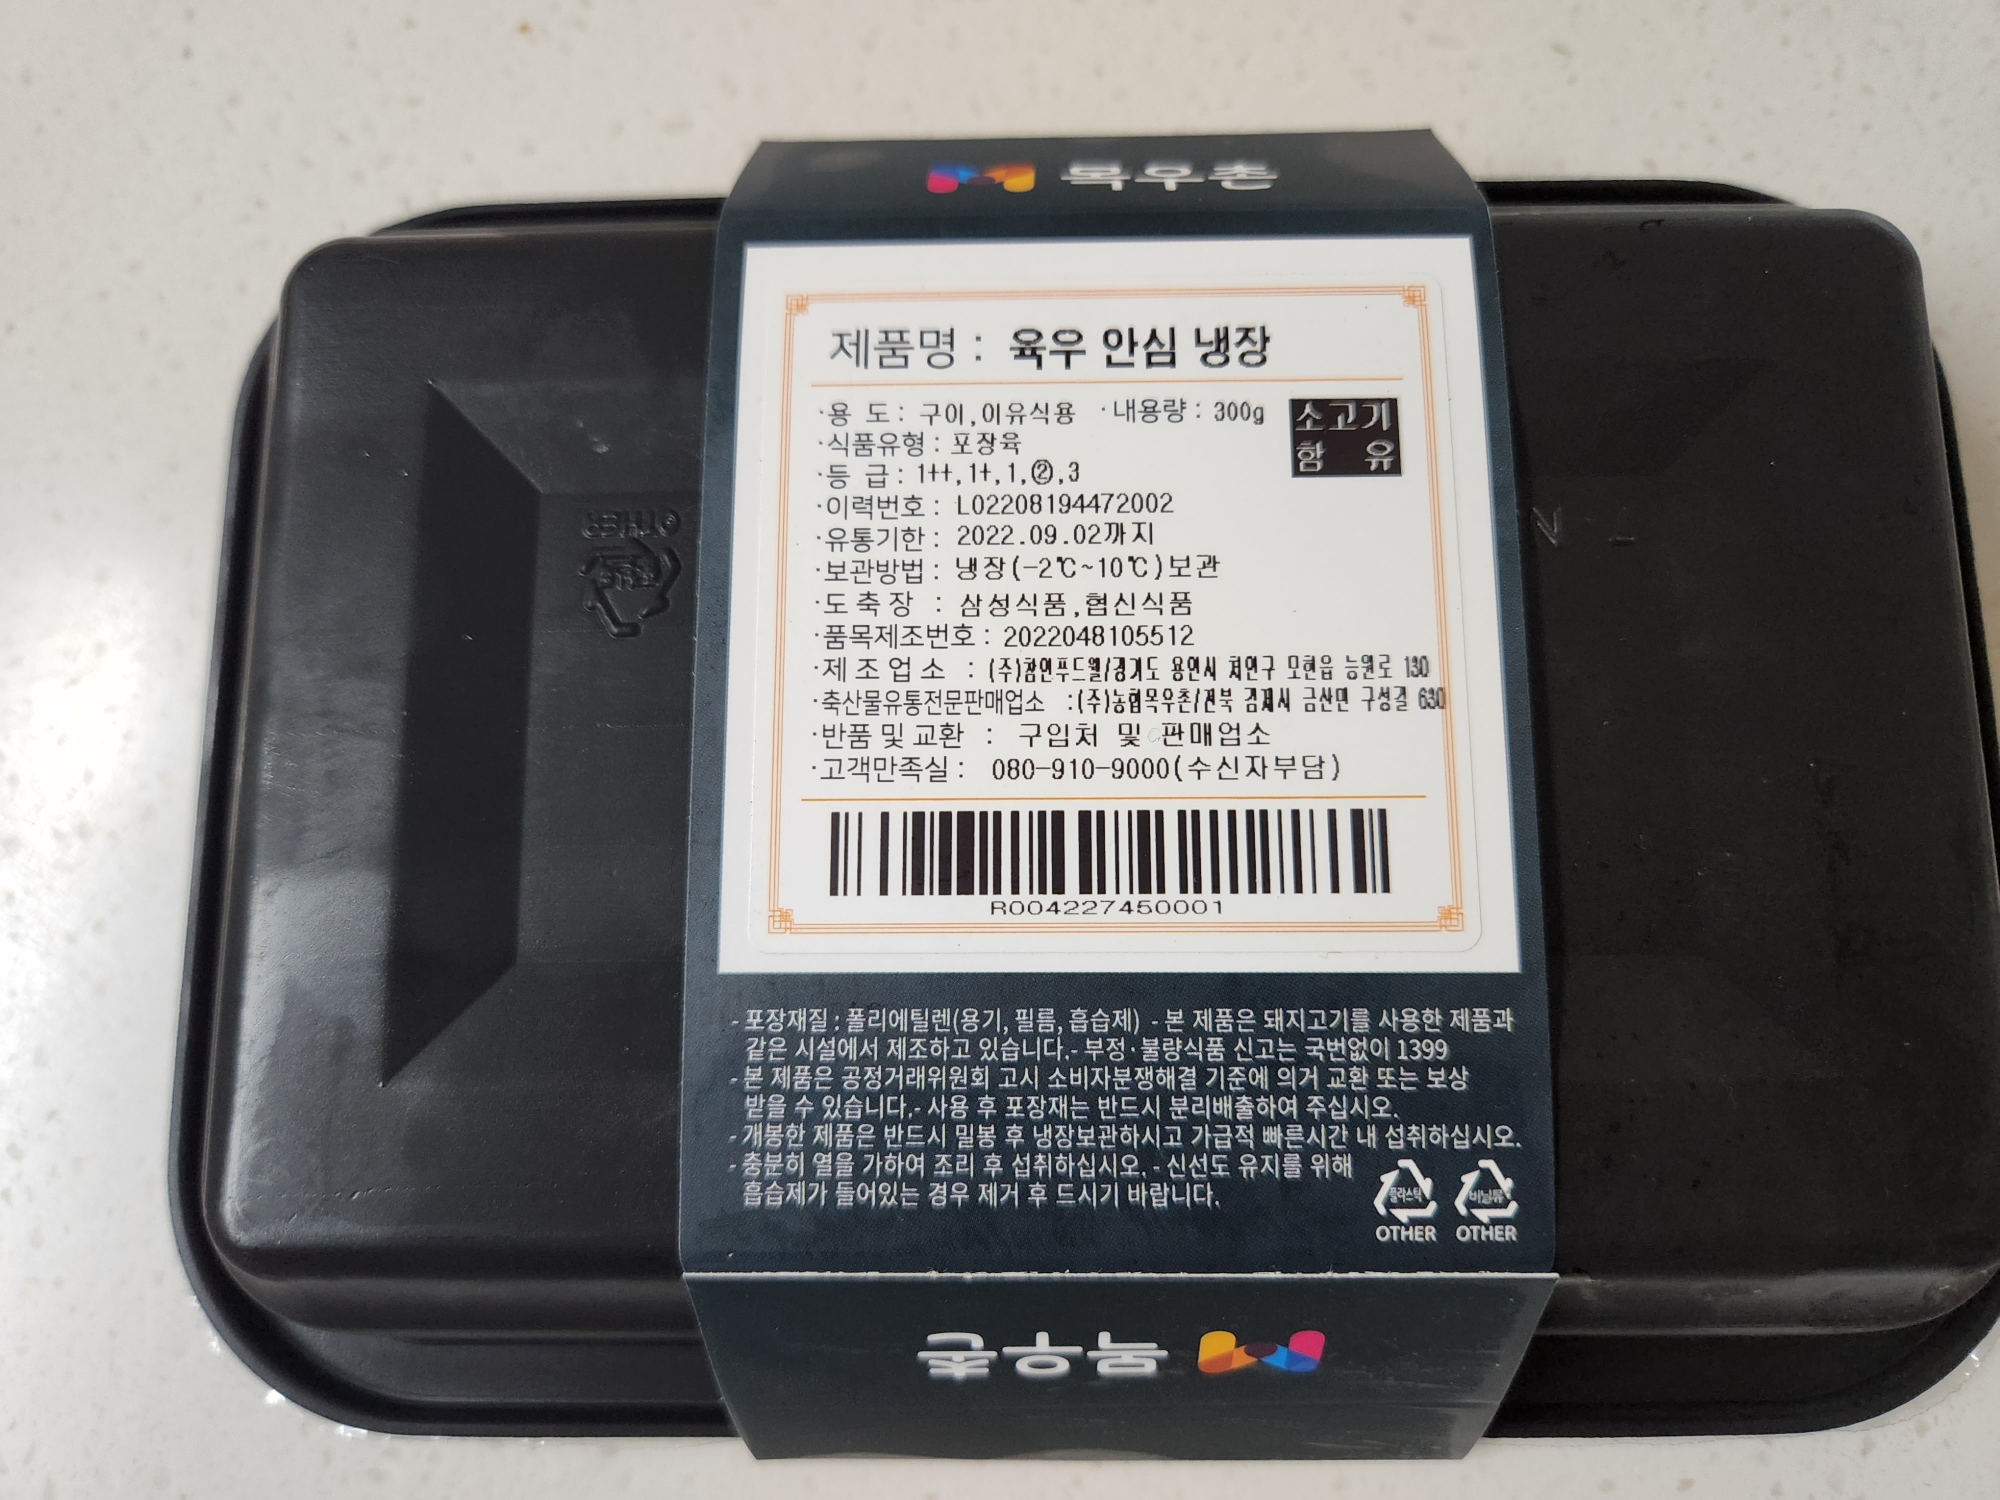 목우촌
제품명 : 육우 안심 냉장
·용 도 : 구이,이유식용 ·내용량 : 300g
소고기
함 유
·식품유형 : 포장육
·등 급 : 1++,1+,1,②,3
·이력번호 : L02208194472002
·유통기한 : 2022.09.02까지
·보관방법 : 냉장(-2℃~10℃)보관
·도 축 장 : 삼성식품,협신식품
·품목제조번호 : 2022048105512
·제 조 업 소 : (주)참연푸드웰/경기도 용인시 처인구 모현읍 능원로 130
·축산물유통전문판매업소 :(주)농협목우촌/전북 김제시 금산면 구성길 630
·반품 및 교환 : 구입처 및 판매업소
·고객만족실 : 080-910-9000(수신자부담)
R004227450001
- 포장재질 : 폴리에틸렌(용기, 필름, 흡습제) - 본 제품은 돼지고기를 사용한 제품과
같은 시설에서 제조하고 있습니다.- 부정·불량식품 신고는 국번없이 1399
- 본 제품은 공정거래위원회 고시 소비자분쟁해결 기준에 의거 교환 또는 보상
받을 수 있습니다.- 사용 후 포장재는 반드시 분리배출하여 주십시오.
- 개봉한 제품은 반드시 밀봉 후 냉장보관하시고 가급적 빠른시간 내 섭취하십시오.
- 충분히 열을 가하여 조리 후 섭취하십시오. - 신선도 유지를 위해
흡습제가 들어있는 경우 제거 후 드시기 바랍니다.
플라스틱 비닐류
OTHER OTHER
목우촌
OTHER